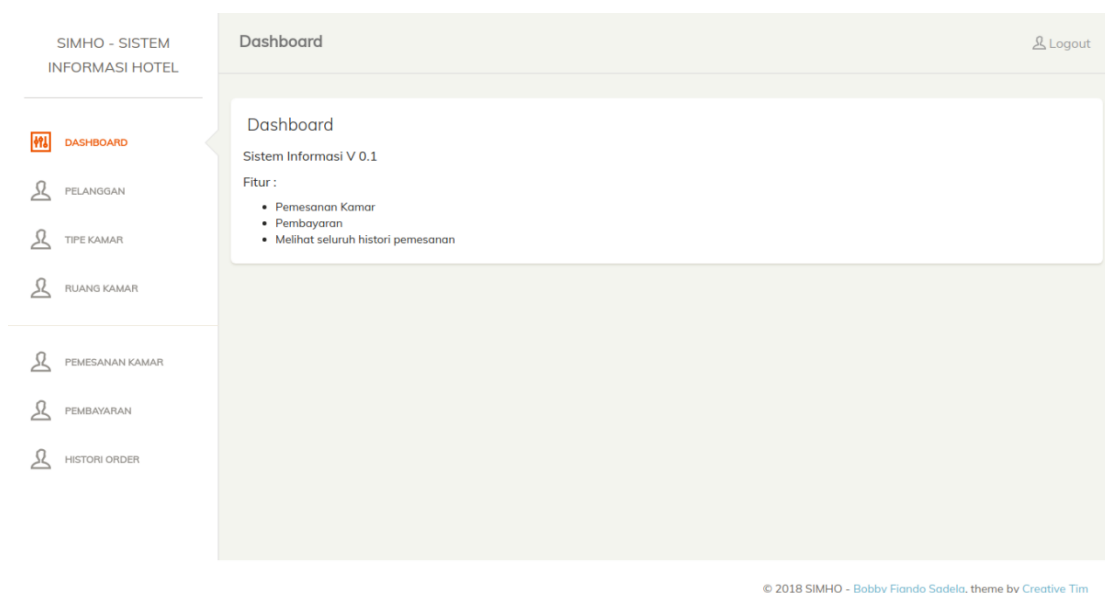 SIMHO - SISTEM
INFORMASI HOTEL
DASHBOARD
PELANGGAN
TIPE KAMAR
RUANG KAMAR
PEMESANAN KAMAR
PEMBAYARAN
HISTORI ORDER
Dashboard
Logout
Dashboard
Sistem Informasi V 0.1
Fitur :
Pemesanan Kamar
Pembayaran
Melihat seluruh histori pemesanan
© 2018 SIMHO - Bobby Fiando Sadela, theme by Creative Tim